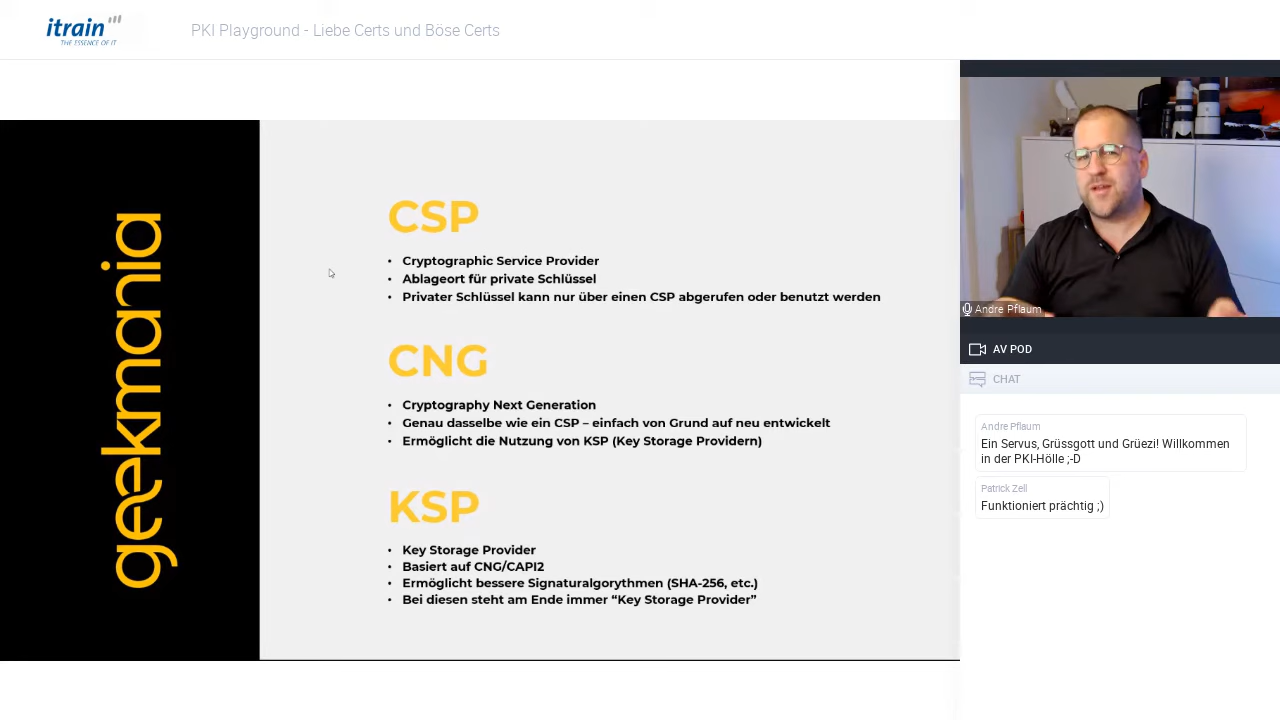 itrain
THE ESSENCE OF IT
PKI Playground - Liebe Certs und Böse Certs
geekmania
CSP
• Cryptographic Service Provider
• Ablageort für private Schlüssel
• Privater Schlüssel kann nur über einen CSP abgerufen oder benutzt werden
CNG
• Cryptography Next Generation
• Genau dasselbe wie ein CSP – einfach von Grund auf neu entwickelt
• Ermöglicht die Nutzung von KSP (Key Storage Providern)
KSP
• Key Storage Provider
• Basiert auf CNG/CAPI2
• Ermöglicht bessere Signaturalgorythmen (SHA-256, etc.)
• Bei diesen steht am Ende immer “Key Storage Provider”
Andre Pflaum
AV POD
CHAT
Andre Pflaum
Ein Servus, Grüssgott und Grüezi! Willkommen
in der PKI-Hölle ;-D
Patrick Zell
Funktioniert prächtig ;)